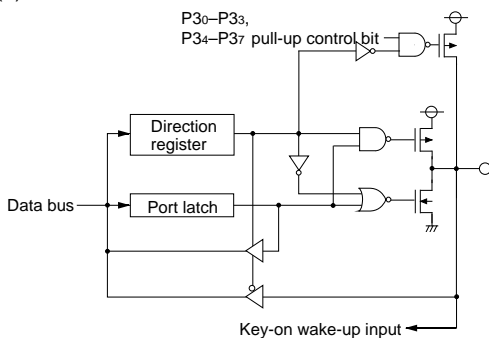 P30–P33,
P34–P37 pull-up control bit
Direction
register
Data bus
Port latch
Key-on wake-up input